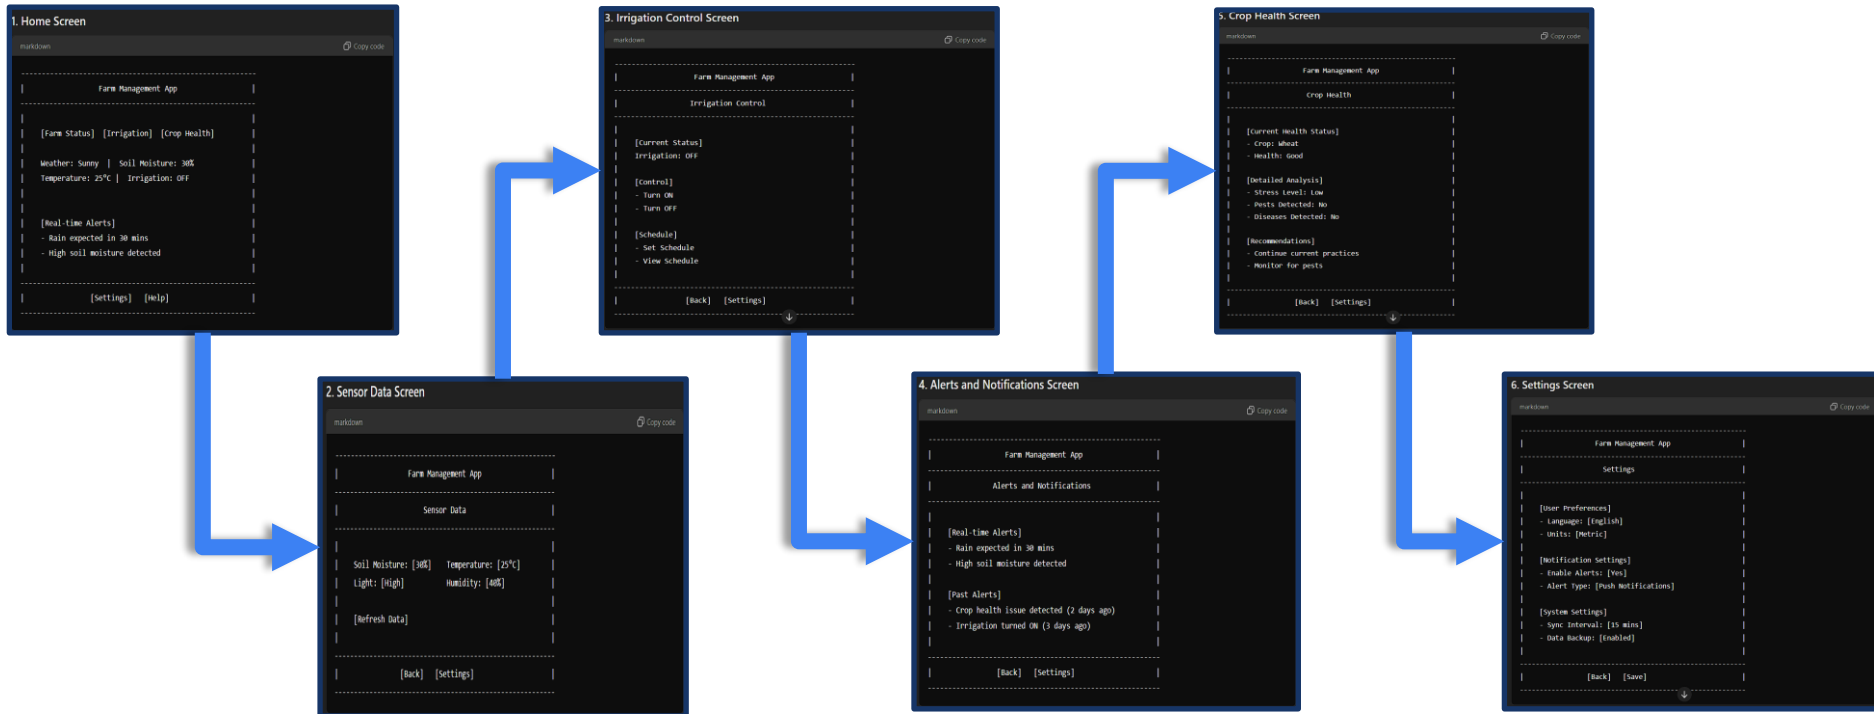 1. Home Screen
markdown
Copy code
Farm Management App
[Farm Status] [Irrigation] [Crop Health]
Weather: Sunny | Soil Moisture: 30%
Temperature: 25°C | Irrigation: OFF
[Real-time Alerts]
- Rain expected in 30 mins
- High soil moisture detected
[Settings] [Help]
2. Sensor Data Screen
markdown
Copy code
Farm Management App
Sensor Data
Soil Moisture: [30%] Temperature: [25°C]
Light: [High] Humidity: [40%]
[Refresh Data]
[Back] [Settings]
3. Irrigation Control Screen
markdown
Copy code
Farm Management App
Irrigation Control
[Current Status]
Irrigation: OFF
[Control]
- Turn ON
- Turn OFF
[Schedule]
- Set Schedule
- View Schedule
[Back] [Settings]
4. Alerts and Notifications Screen
markdown
Copy code
Farm Management App
Alerts and Notifications
[Real-time Alerts]
- Rain expected in 30 mins
- High soil moisture detected
[Past Alerts]
- Crop health issue detected (2 days ago)
- Irrigation turned ON (3 days ago)
[Back] [Settings]
5. Crop Health Screen
markdown
Copy code
Farm Management App
Crop Health
[Current Health Status]
- Crop: Wheat
- Health: Good
[Detailed Analysis]
- Stress Level: Low
- Pests Detected: No
- Diseases Detected: No
[Recommendations]
- Continue current practices
- Monitor for pests
[Back] [Settings]
6. Settings Screen
markdown
Copy code
Farm Management App
Settings
[User Preferences]
- Language: [English]
- Units: [Metric]
[Notification Settings]
- Enable Alerts: [Yes]
- Alert Type: [Push Notifications]
[System Settings]
- Sync Interval: [15 mins]
- Data Backup: [Enabled]
[Back] [Save]